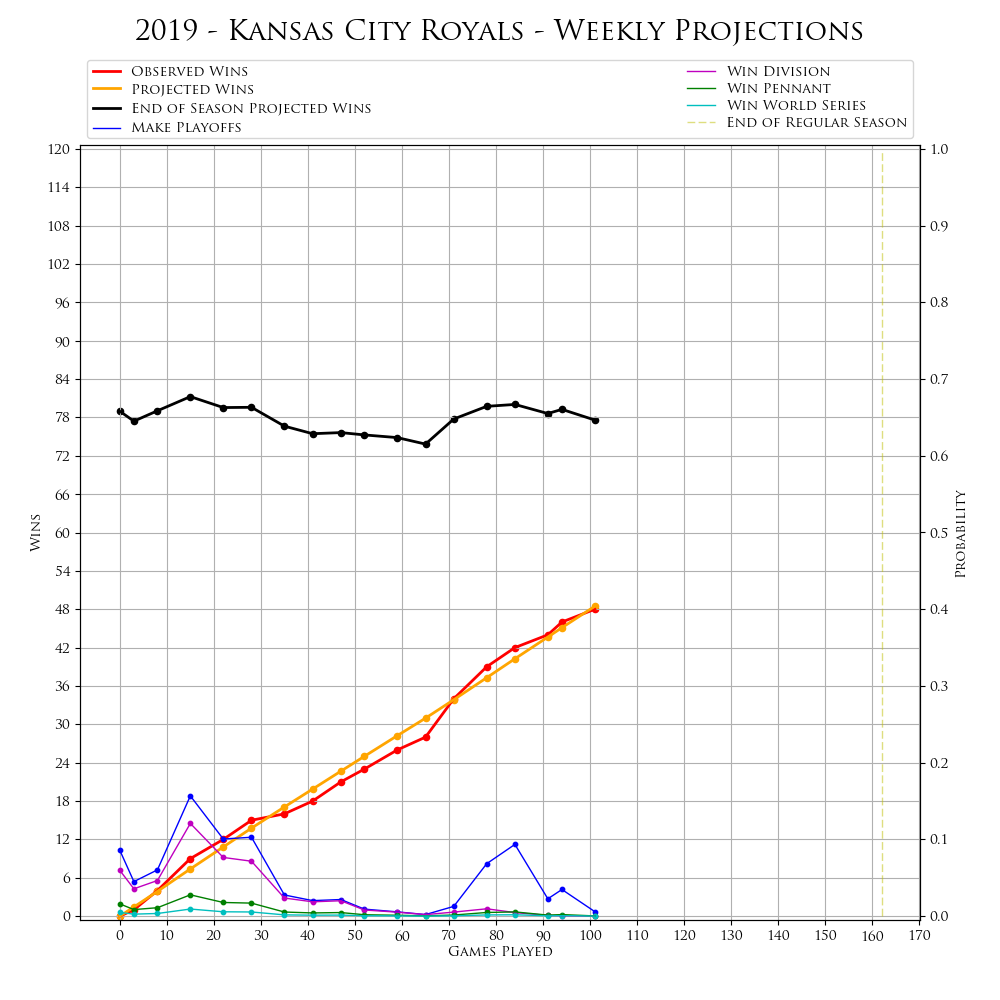 2019 - Kansas City Royals - Weekly Projections
Observed Wins
Projected Wins
End of Season Projected Wins
Make Playoffs
Win Division
Win Pennant
Win World Series
End of Regular Season
120
114
108
102
96
90
84
78
72
66
60
54
48
42
36
30
24
18
12
6
0
Wins
1.0
0.9
0.8
0.7
0.6
0.5
0.4
0.3
0.2
0.1
0.0
Probability
0 10 20 30 40 50 60 70 80 90 100 110 120 130 140 150 160 170
Games Played